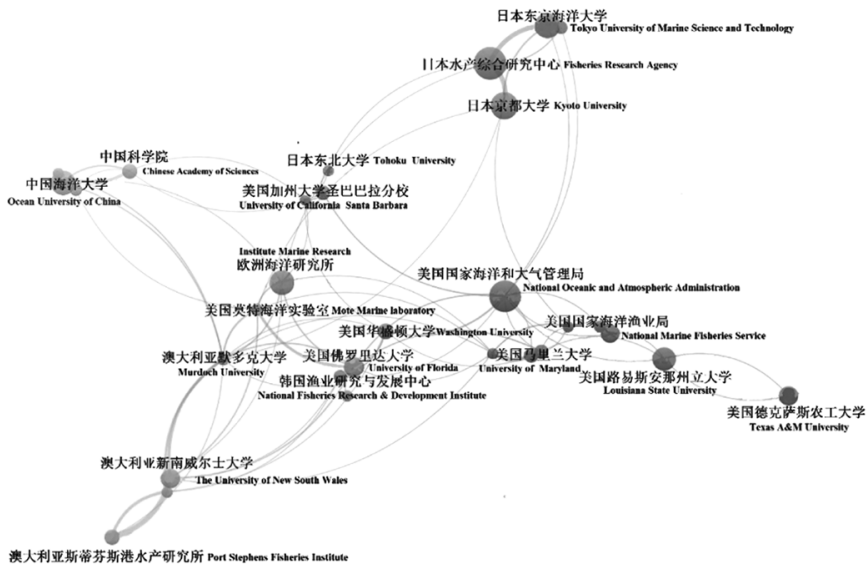 日本东京海洋大学
Tokyo University of Marine Science and Technology
日本水产综合研究中心 Fisheries Research Agency
日本京都大学 Kyoto University
中国科学院
Chinese Academy of Sciences
日本东北大学 Tohoku University
中国海洋大学
Ocean University of China
美国加州大学圣巴巴拉分校
University of California Santa Barbara
Institute Marine Research
欧洲海洋研究所
美国国家海洋和大气管理局
National Oceanic and Atmospheric Administration
美国莫特海洋实验室 Mote Marine laboratory
美国华盛顿大学 Washington University
美国国家海洋渔业局
National Marine Fisheries Service
澳大利亚默多克大学
Murdoch University
美国佛罗里达大学
University of Florida
美国马里兰大学
University of Maryland
韩国渔业研究与发展中心
National Fisheries Research & Development Institute
美国路易斯安那州立大学
Louisiana State University
美国德克萨斯农工大学
Texas A&M University
澳大利亚新南威尔士大学
The University of New South Wales
澳大利亚斯蒂芬斯港水产研究所 Port Stephens Fisheries Institute